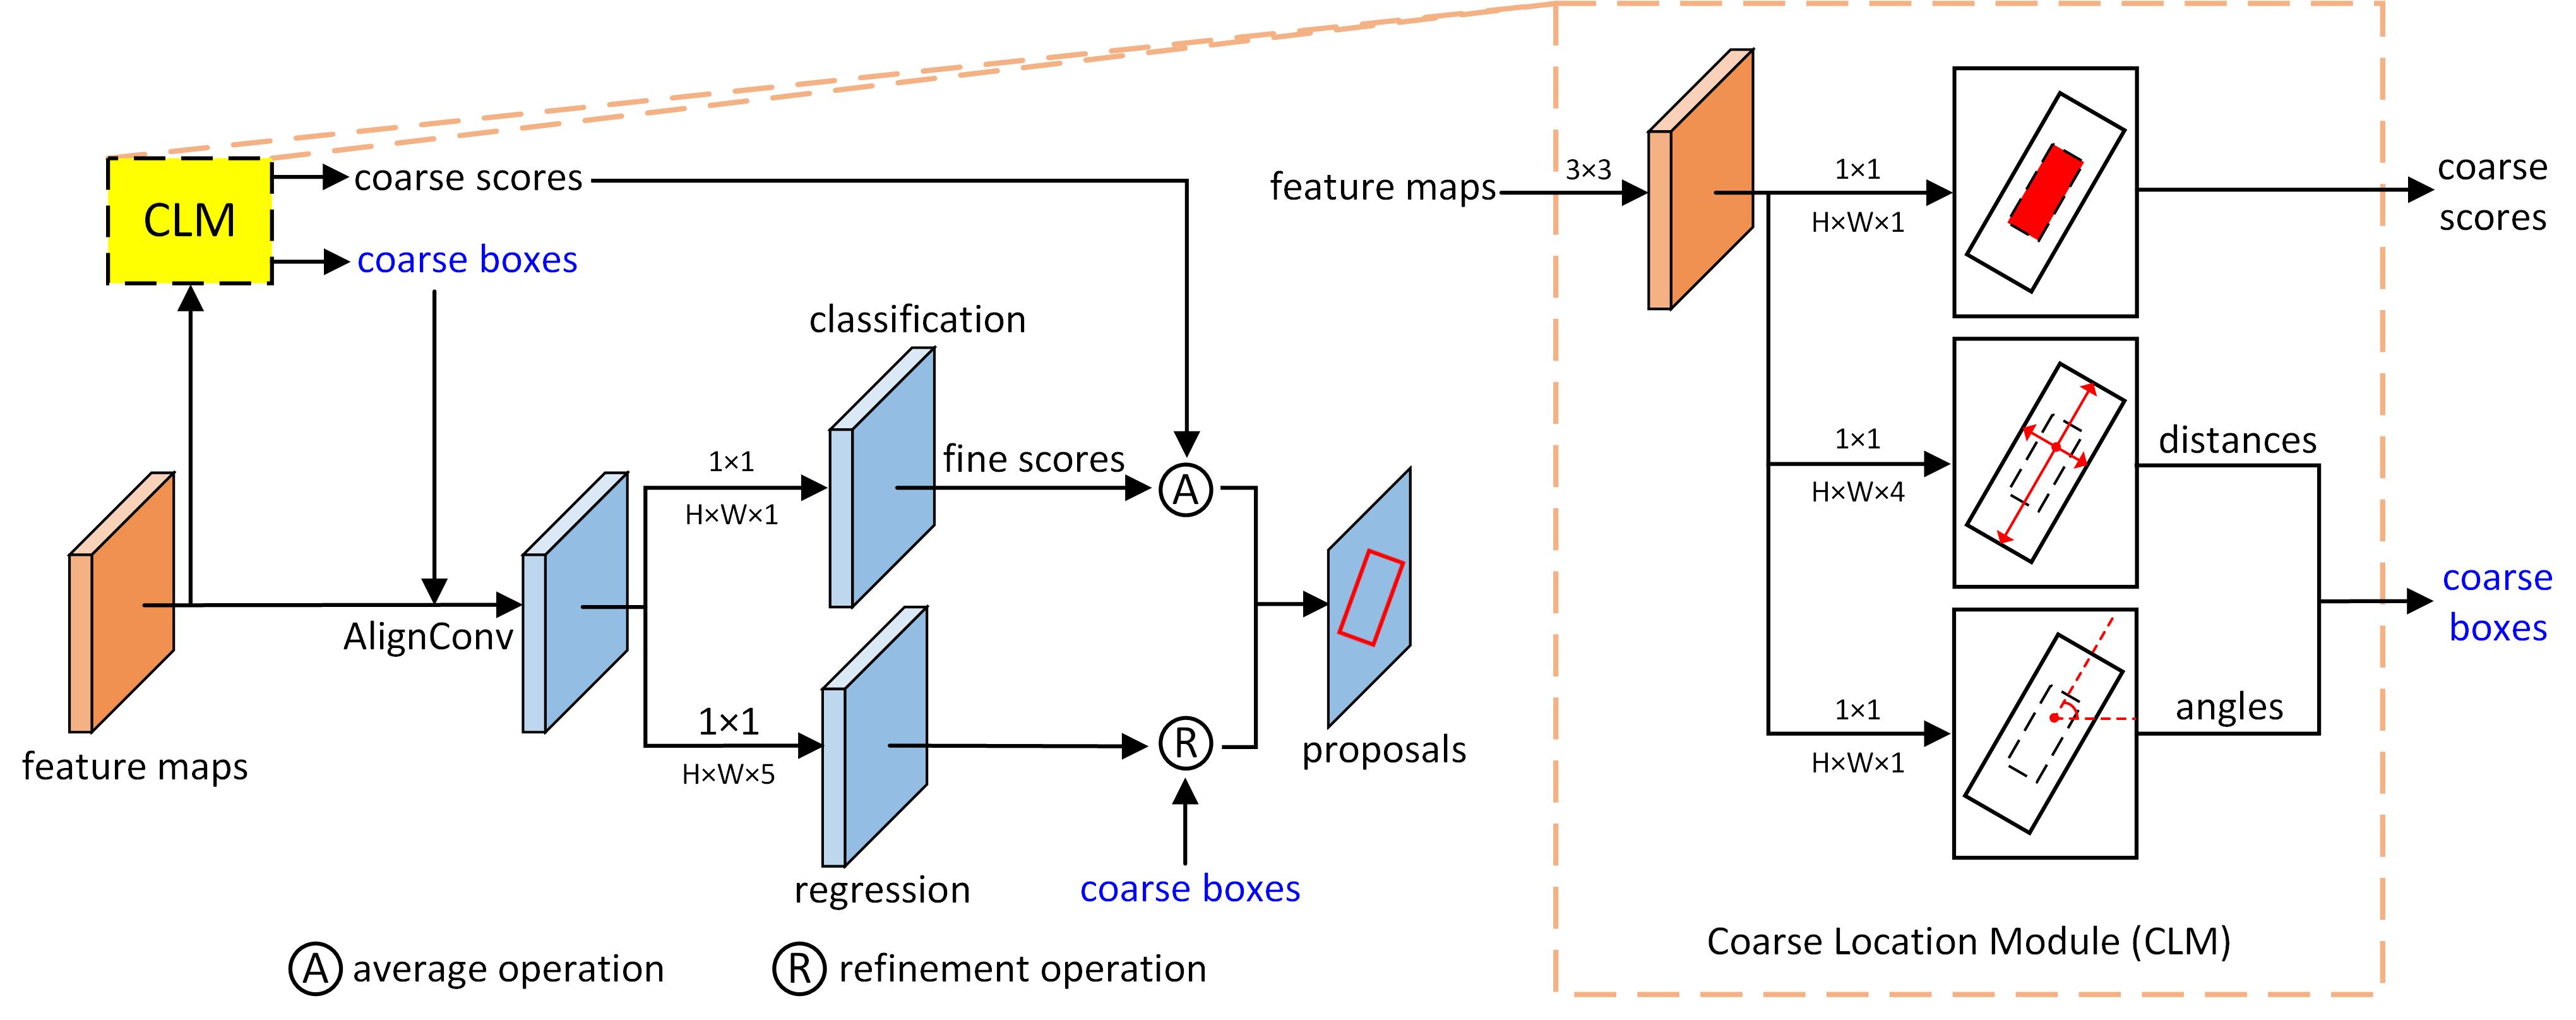 CLM
coarse scores
coarse boxes
feature maps
AlignConv
classification
1×1
H×W×1
fine scores
A
1×1
H×W×5
regression
R
coarse boxes
proposals
A average operation
R refinement operation
feature maps
3×3
1×1
H×W×1
coarse
scores
1×1
H×W×4
distances
coarse
boxes
1×1
H×W×1
angles
Coarse Location Module (CLM)